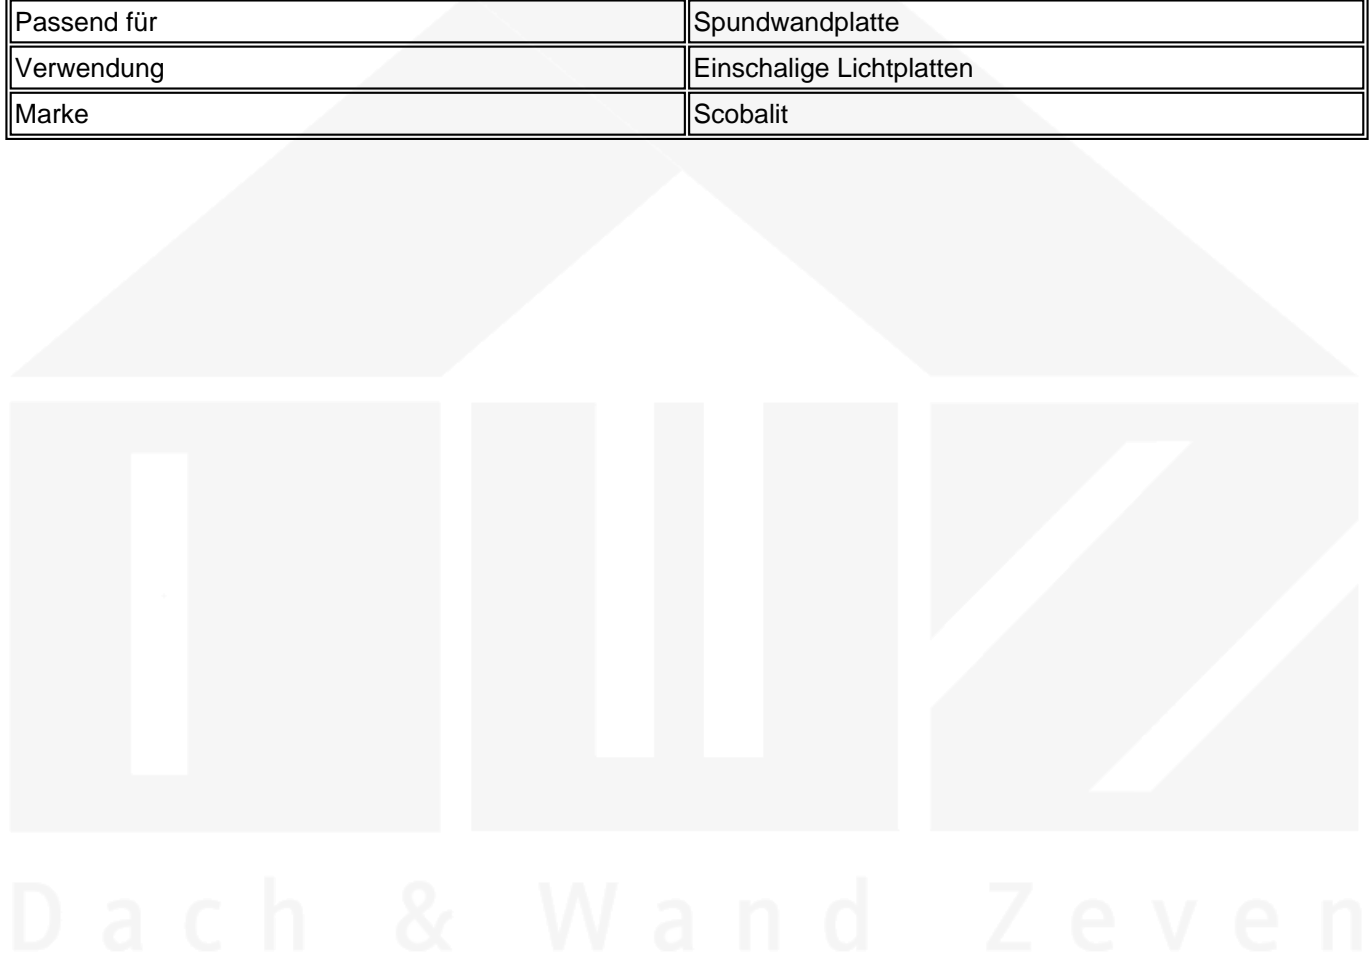 Passend für Spundwandplatte
Verwendung Einschalige Lichtplatten
Marke Scobalit
Dach & Wand Zeven